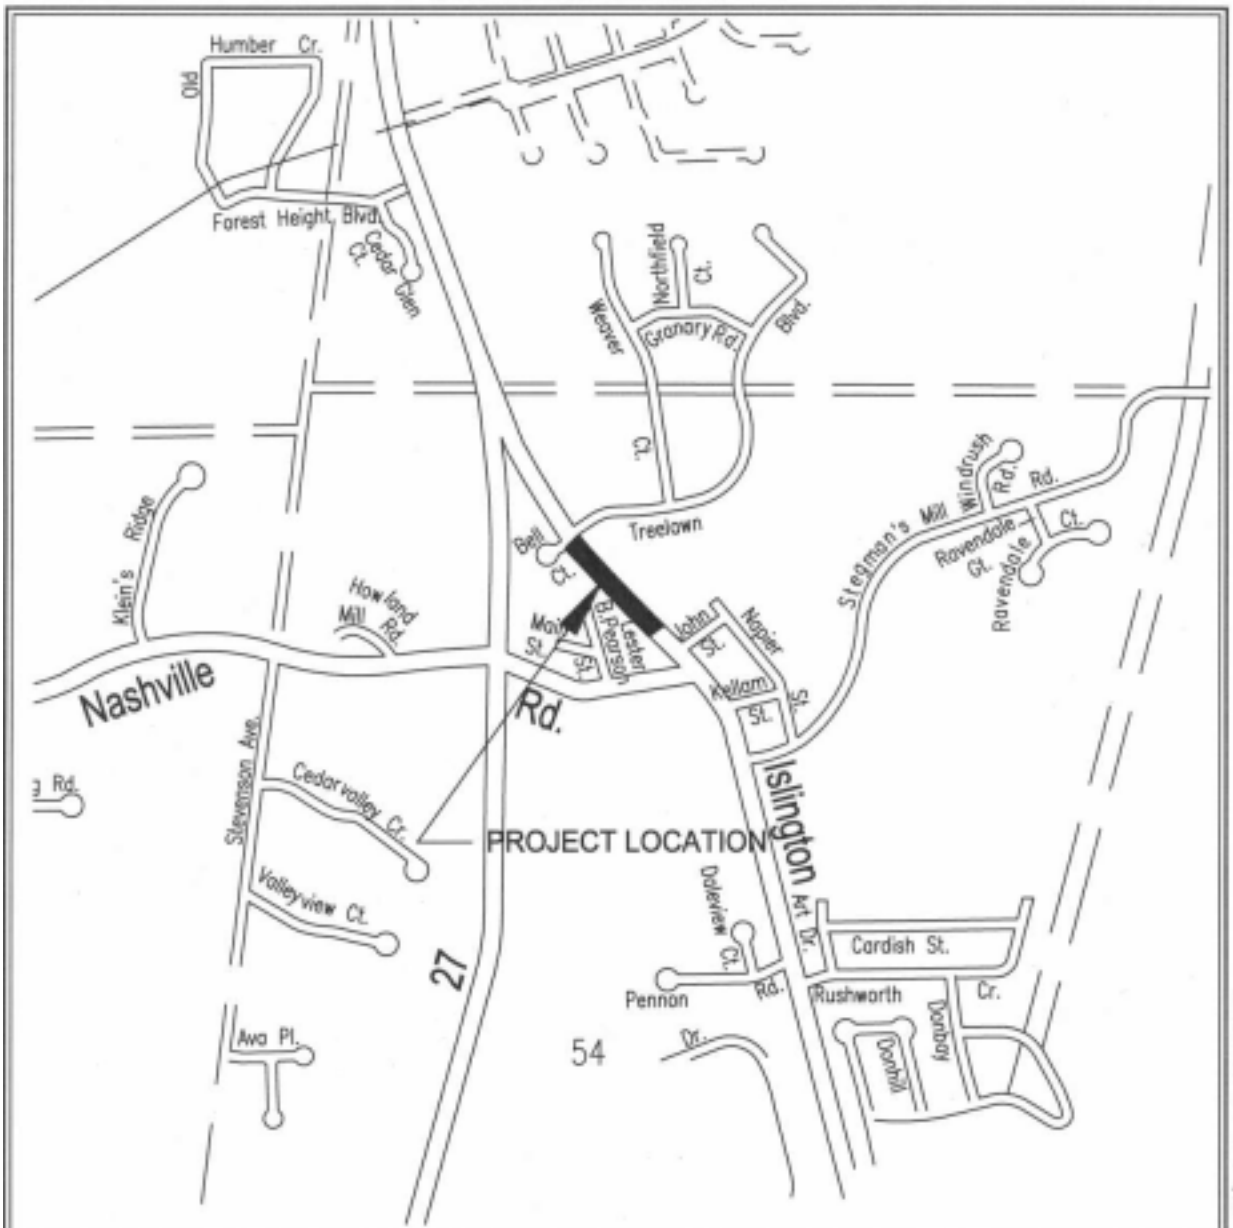 Humber Cr.
Old
Forest Height Blvd.
Cedar Glen
Ct.
Northfield
Ct.
Weaver
Ct.
Granary Rd.
Blvd.
Treelawn
Klein's Ridge
Howland
Mill Rd.
Bell
Ct.
Main
St.
St.
Lester
B.Pearson
John
St.
Napier
St.
Kellam
St.
Stegman's Mill Rd.
Windrush
Rd.
Ravendale
Gt.
Ravendale
Ct.
Nashville
Rd.
Stevenson Ave.
g Rd.
Cedarvalley Cr.
PROJECT LOCATION
Islington
Valleyview Ct.
27
Daleview Ct.
Art Dr.
Cardish St.
Pennon Rd.
Rushworth Cr.
Donbay
Donhill
Ava Pl.
54
Dr.